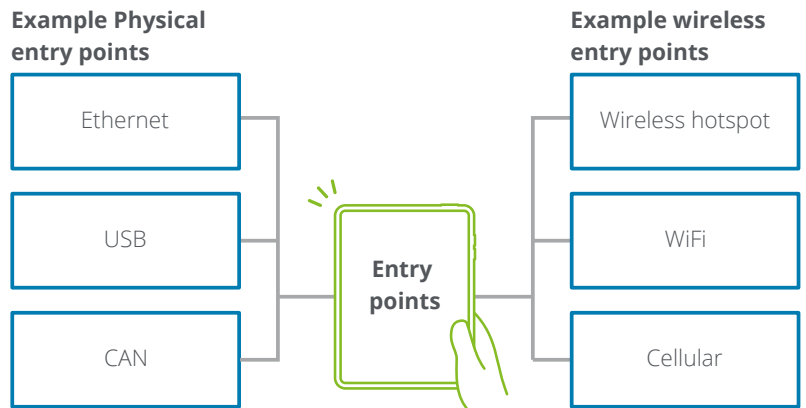 Example Physical
entry points
Example wireless
entry points
Ethernet
USB
CAN
Entry
points
Wireless hotspot
WiFi
Cellular